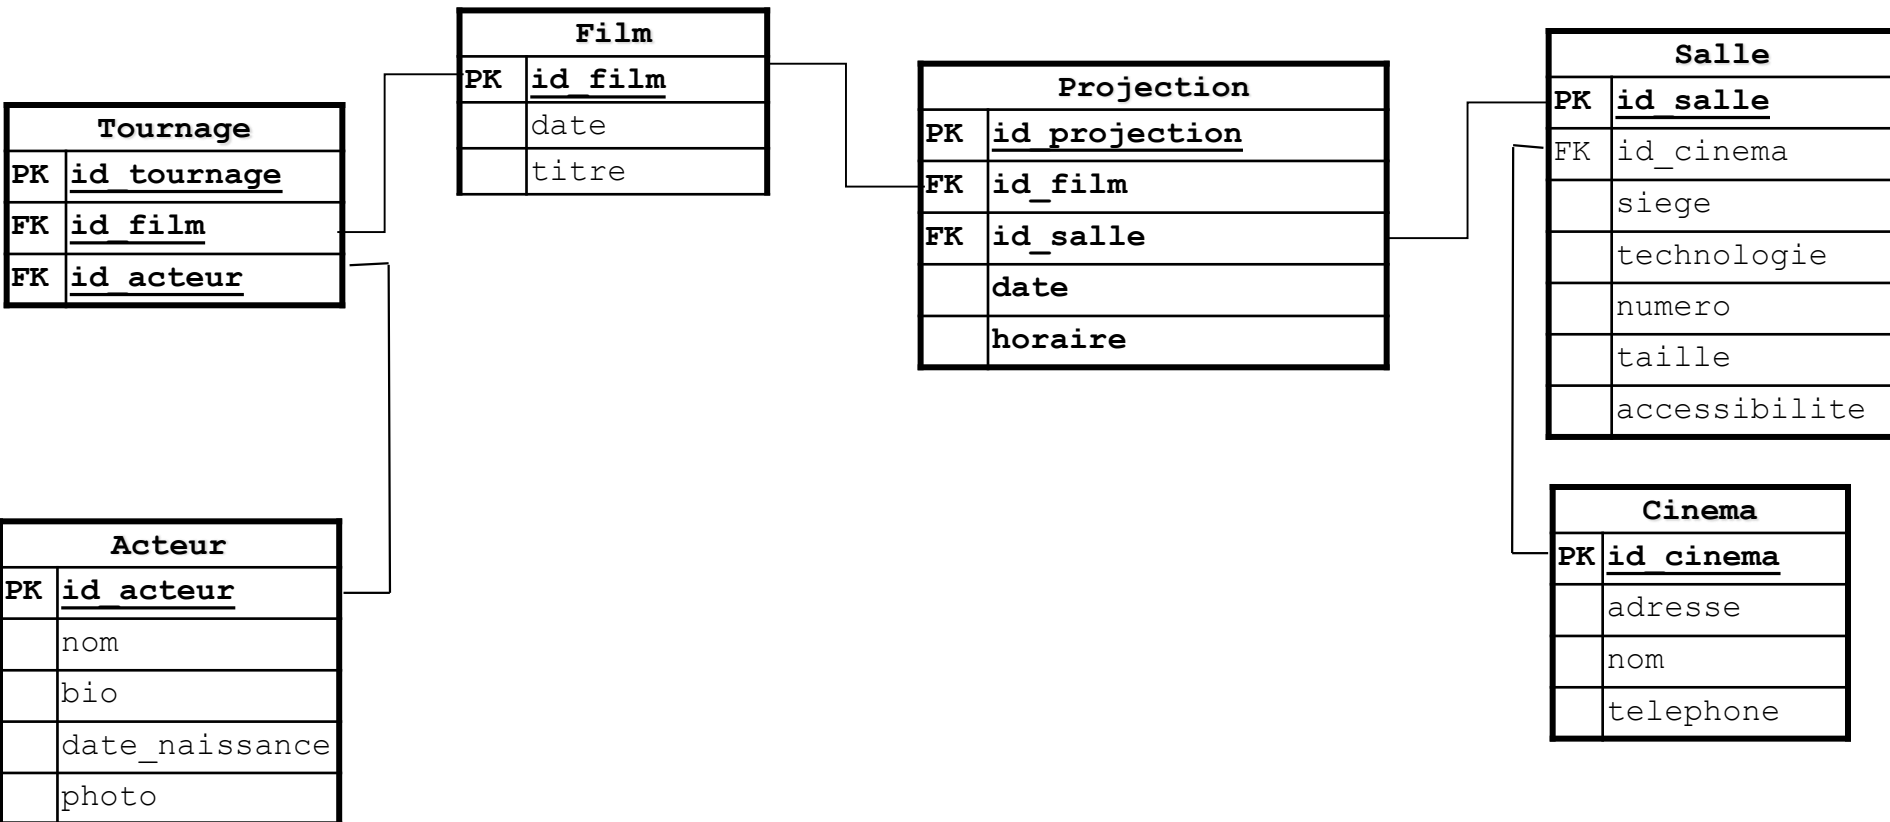 Film
PK id_film
date
titre
Tournage
PK id_tournage
FK id_film
FK id_acteur
Projection
PK id_projection
FK id_film
FK id_salle
date
horaire
Salle
PK id_salle
FK id_cinema
siege
technologie
numero
taille
accessibilite
Acteur
PK id_acteur
nom
bio
date_naissance
photo
Cinema
PK id_cinema
adresse
nom
telephone